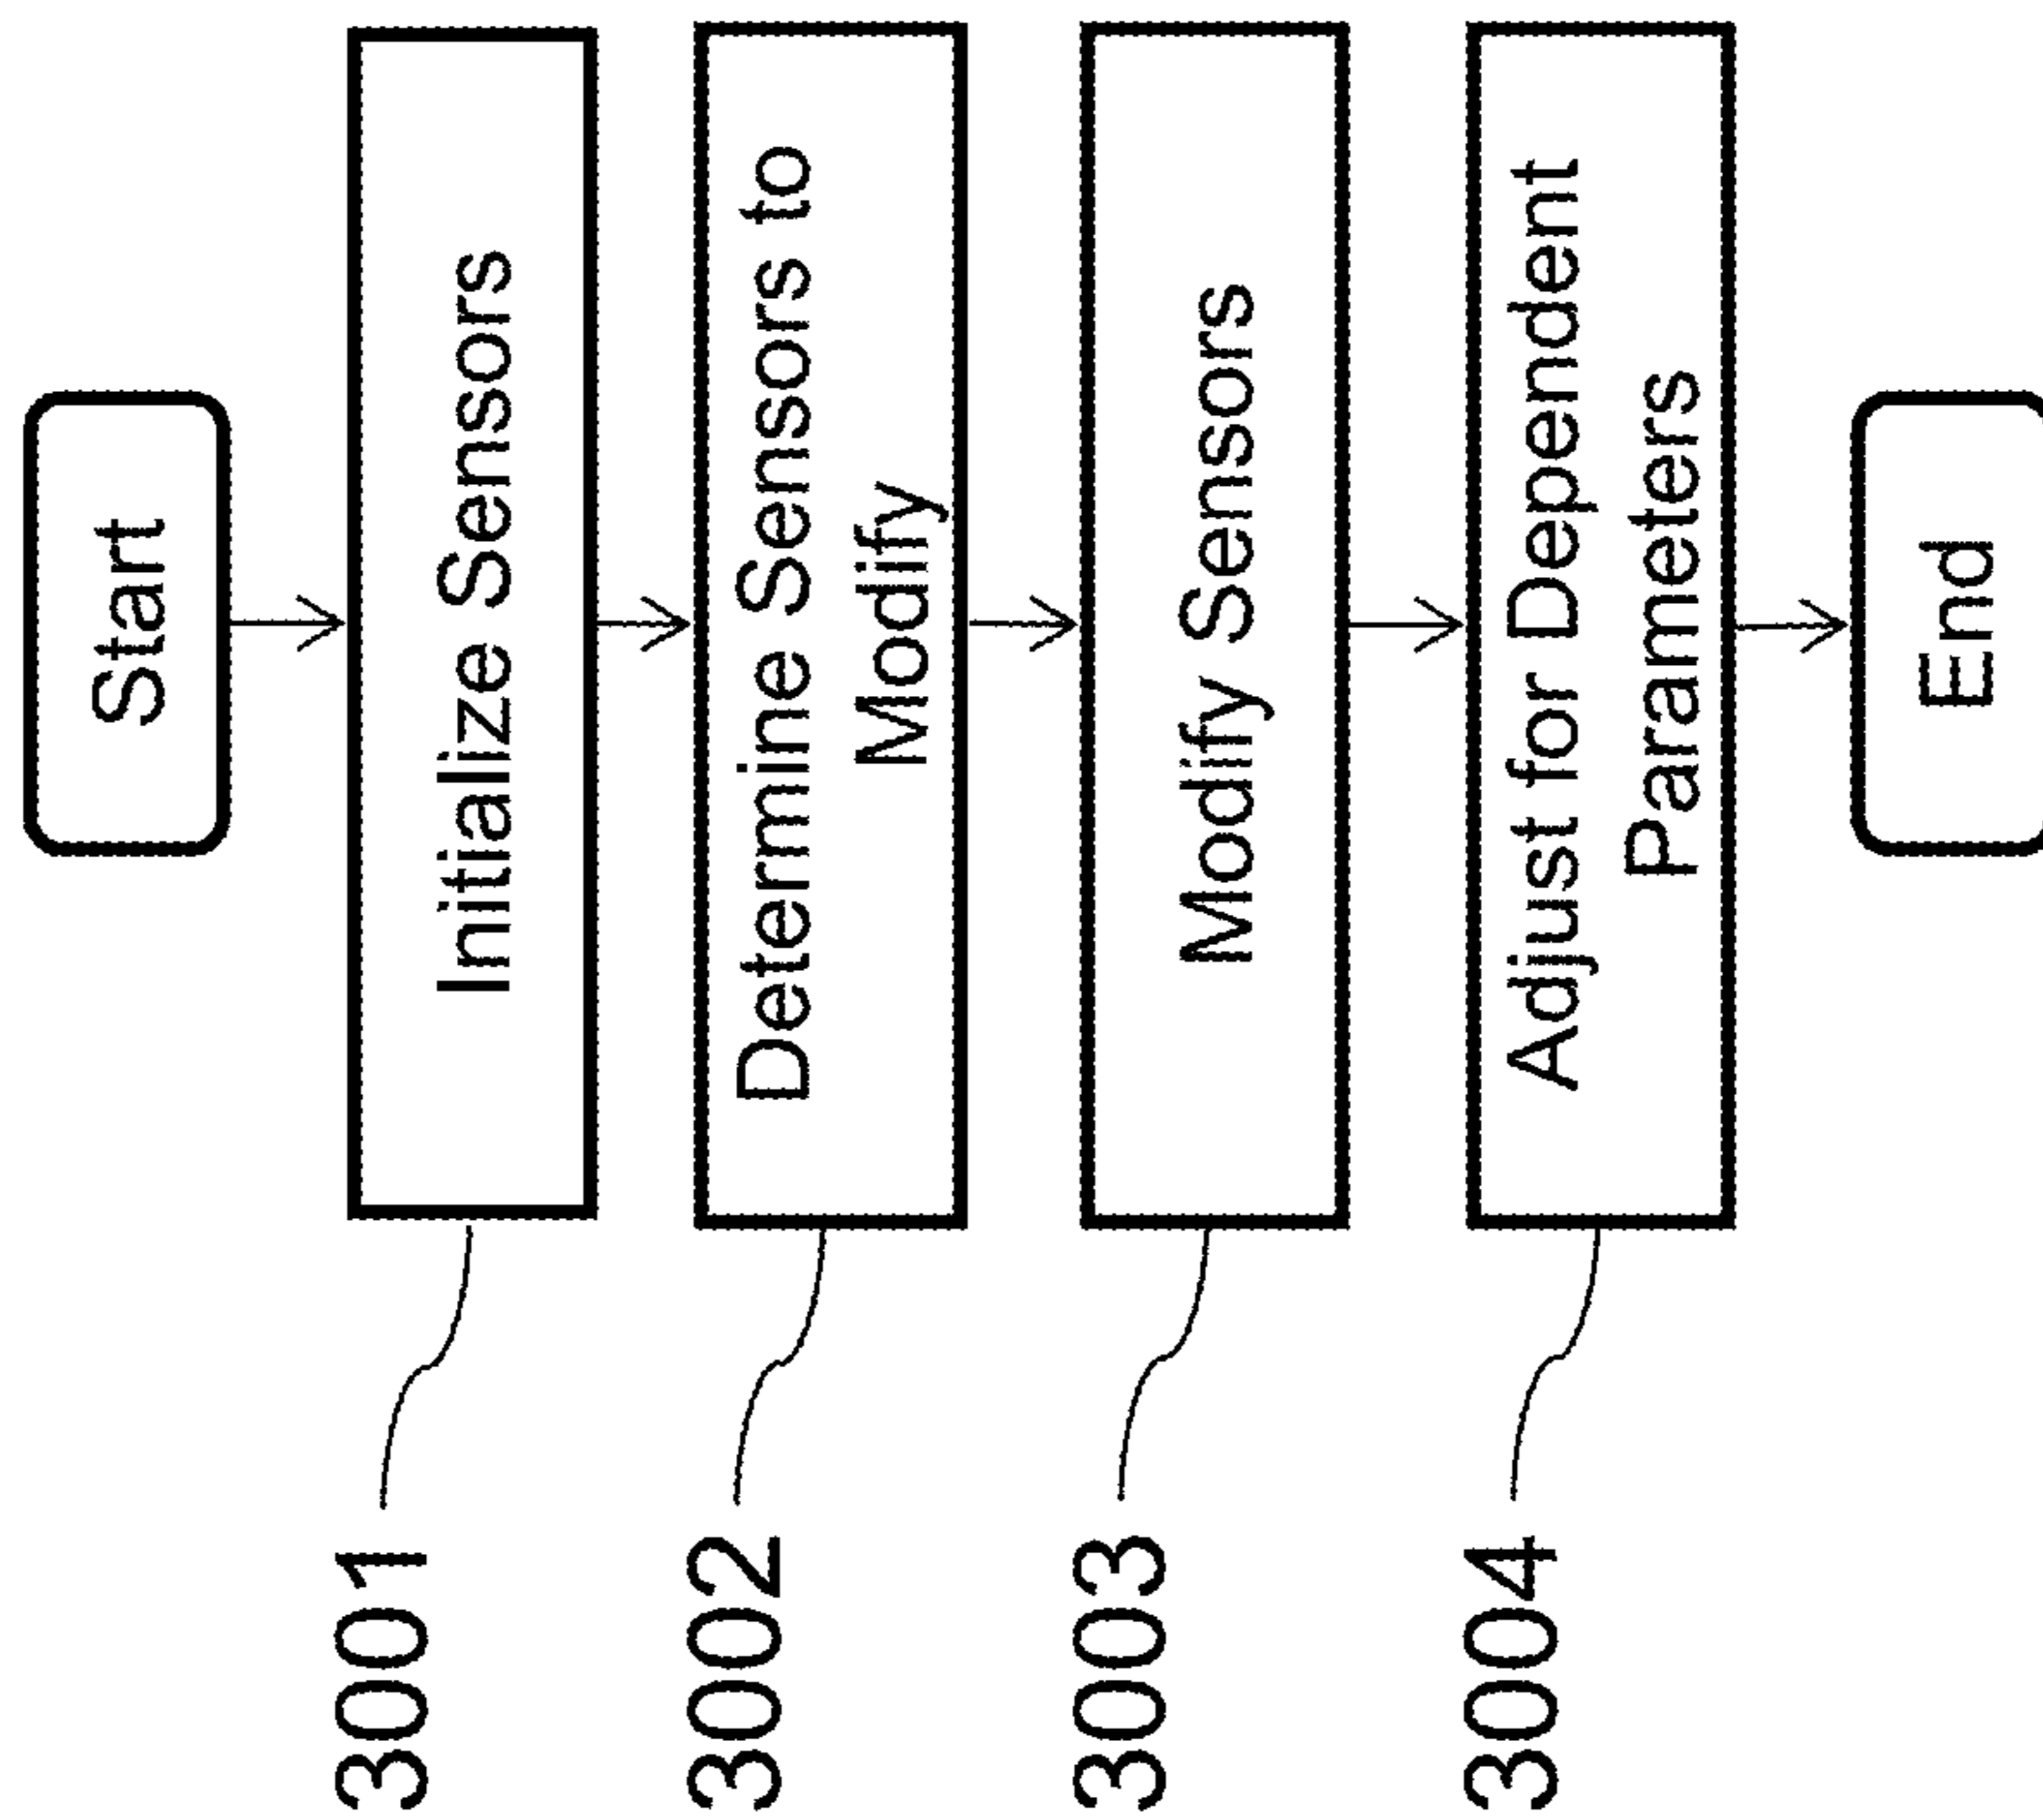 Start
3001
Initialize Sensors
3002
Determine Sensors to
Modify
3003
Modify Sensors
3004
Adjust for Dependent
Parameters
End